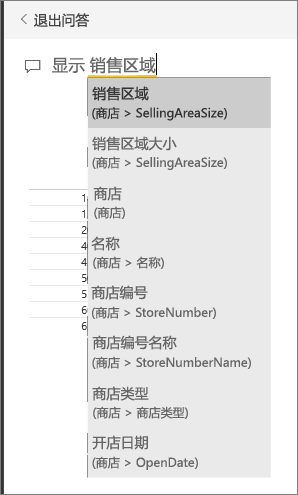 退出问答
显示 销售区域
销售区域
(商店 > SellingAreaSize)
销售区域大小
(商店 > SellingAreaSize)
商店
(商店)
名称
(商店 > 名称)
商店编号
(商店 > StoreNumber)
商店编号名称
(商店 > StoreNumberName)
商店类型
(商店 > 商店类型)
开店日期
(商店 > OpenDate)
1
1
2
4
4
5
5
6
6